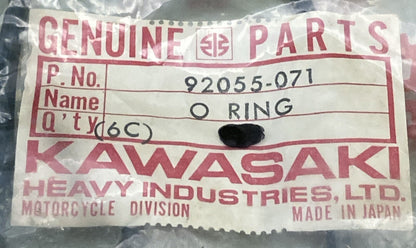 GENUINE PARTS
P. No. 92055-071
Name O RING
Q'ty (6C)
KAWASAKI
HEAVY INDUSTRIES, LTD.
MOTORCYCLE DIVISION MADE IN JAPAN